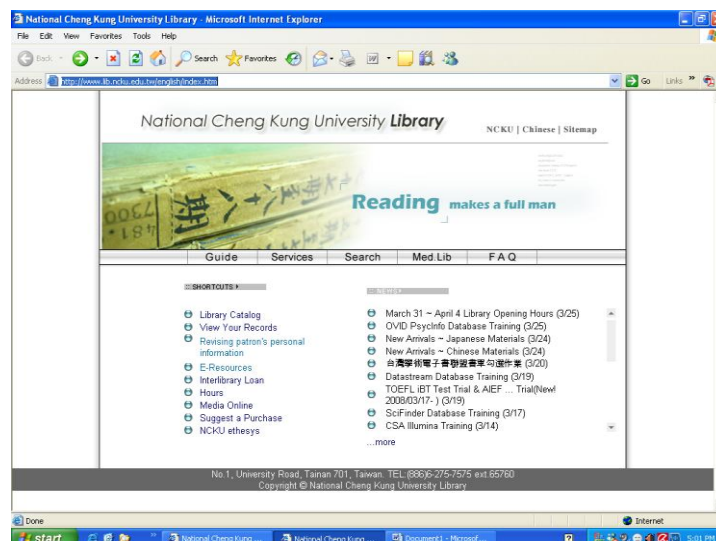 National Cheng Kung University Library - Microsoft Internet Explorer
File Edit View Favorites Tools Help
Back Search Favorites
Address http://www.lib.ncku.edu.tw/english/index.htm Go Links »
National Cheng Kung University Library
NCKU | Chinese | Sitemap
Reading makes a full man
Guide Services Search Med.Lib F A Q
::: SHORTCUTS
Library Catalog
View Your Records
Revising patron's personal
information
E-Resources
Interlibrary Loan
Hours
Media Online
Suggest a Purchase
NCKU ethesys
::: NEWS
March 31 ~ April 4 Library Opening Hours (3/25)
OVID PsycInfo Database Training (3/25)
New Arrivals ~ Japanese Materials (3/24)
New Arrivals ~ Chinese Materials (3/24)
台灣學術電子書聯盟書單勾選作業 (3/20)
Datastream Database Training (3/19)
TOEFL iBT Test Trial & AIEF ... Trial(New!
2008/03/17- ) (3/19)
SciFinder Database Training (3/17)
CSA Illumina Training (3/14)
...more
No.1, University Road, Tainan 701, Taiwan. TEL:(886)6-275-7575 ext.65760
Copyright © National Cheng Kung University Library
Done Internet
start National Cheng Kung ... National Cheng Kung ... Document1 - Microsof... 5:01 PM